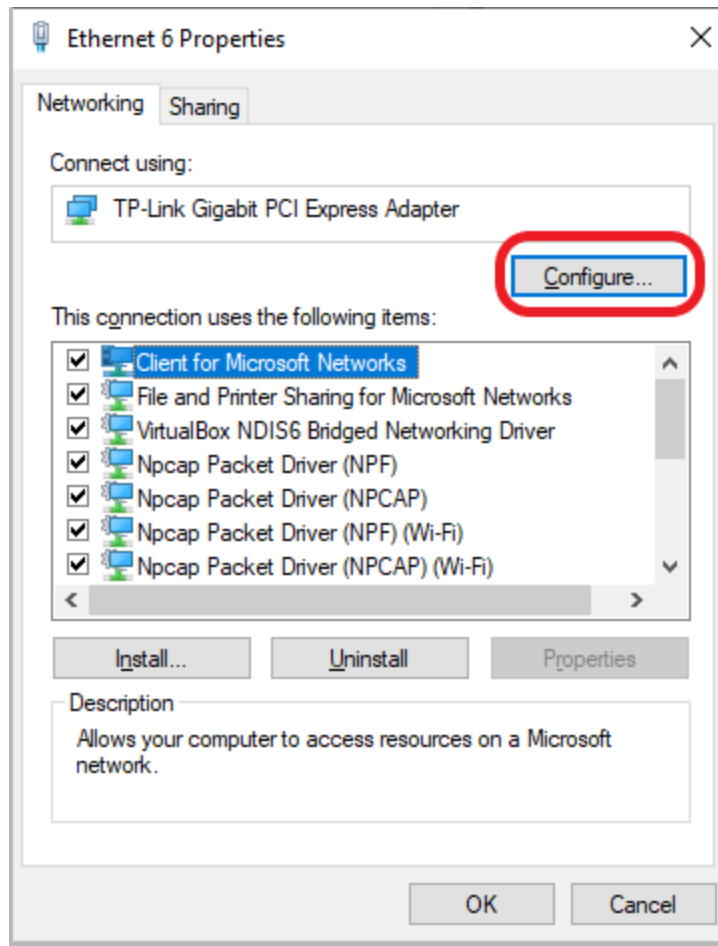 Ethernet 6 Properties
Networking
Sharing
Connect using:
TP-Link Gigabit PCI Express Adapter
Configure...
This connection uses the following items:
Client for Microsoft Networks
File and Printer Sharing for Microsoft Networks
VirtualBox NDIS6 Bridged Networking Driver
Npcap Packet Driver (NPF)
Npcap Packet Driver (NPCAP)
Npcap Packet Driver (NPF) (Wi-Fi)
Npcap Packet Driver (NPCAP) (Wi-Fi)
Install...
Uninstall
Properties
Description
Allows your computer to access resources on a Microsoft
network.
OK
Cancel